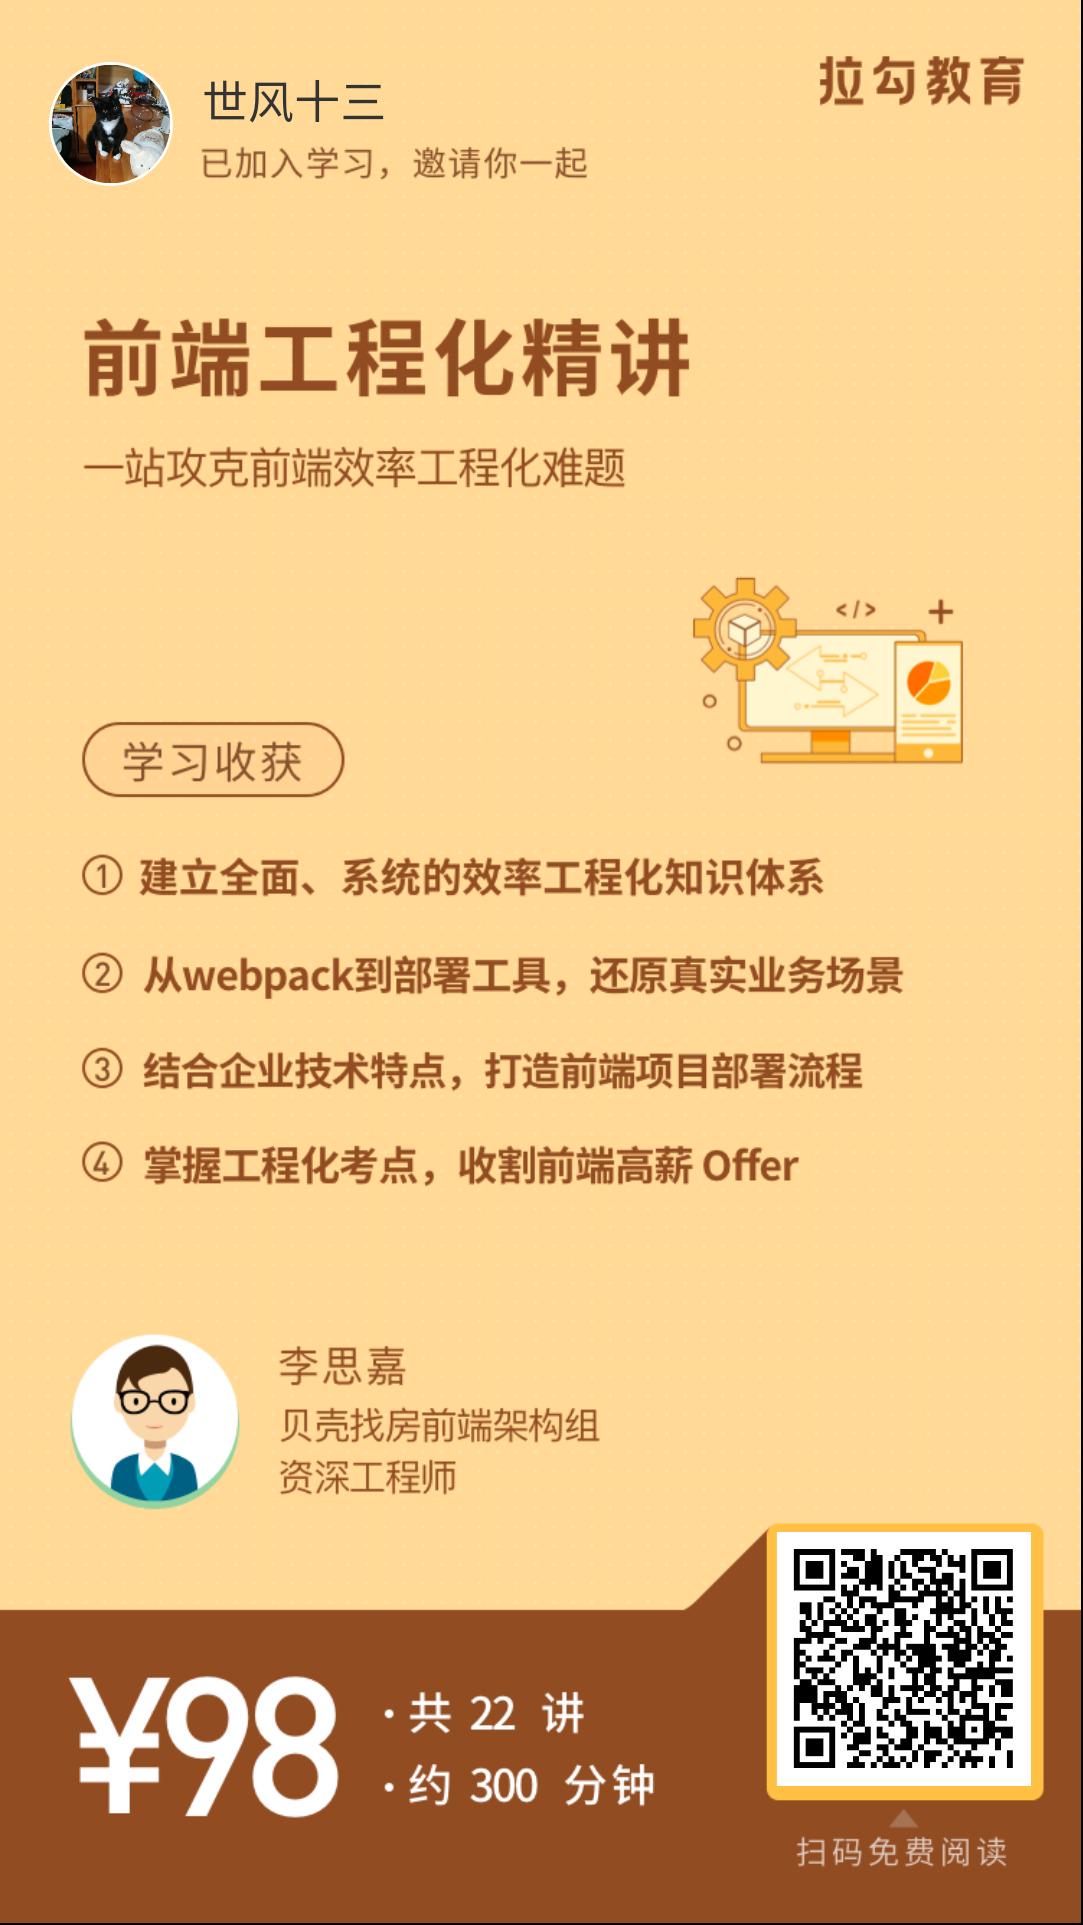 世风十三
已加入学习，邀请你一起
拉勾教育
前端工程化精讲
一站攻克前端效率工程化难题
</>
学习收获
① 建立全面、系统的效率工程化知识体系
② 从webpack到部署工具，还原真实业务场景
③ 结合企业技术特点，打造前端项目部署流程
④ 掌握工程化考点，收割前端高薪 Offer
李思嘉
贝壳找房前端架构组
资深工程师
¥98
· 共 22 讲
· 约 300 分钟
扫码免费阅读